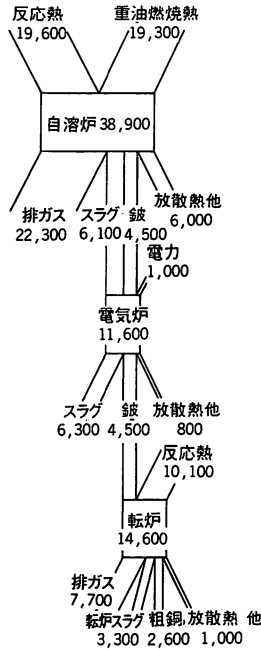 反応熱 重油燃焼熱
19,600 19,300
自溶炉 38,900
排ガス スラグ 鈹 放散熱他
22,300 6,100 4,500 6,000
電力
1,000
電気炉
11,600
スラグ 鈹 放散熱他
6,300 4,500 800
反応熱
10,100
転炉
14,600
排ガス
7,700
転炉スラグ 粗銅, 放散熱 他
3,300 2,600 1,000